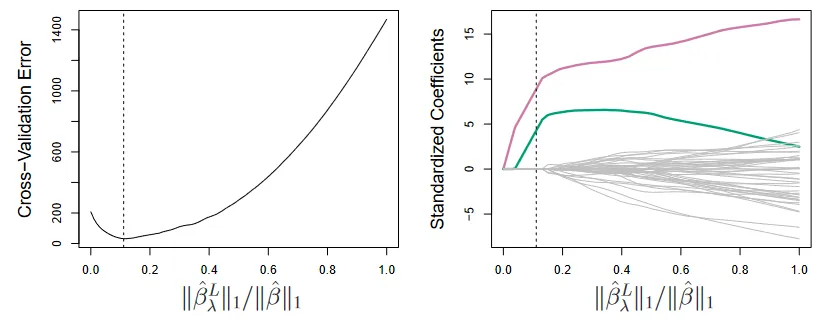 Cross−Validation Error
0 200 600 1000 1400
0.0 0.2 0.4 0.6 0.8 1.0
‖β̂ᴸ_λ‖₁/‖β̂‖₁
Standardized Coefficients
−5 0 5 10 15
0.0 0.2 0.4 0.6 0.8 1.0
‖β̂ᴸ_λ‖₁/‖β̂‖₁